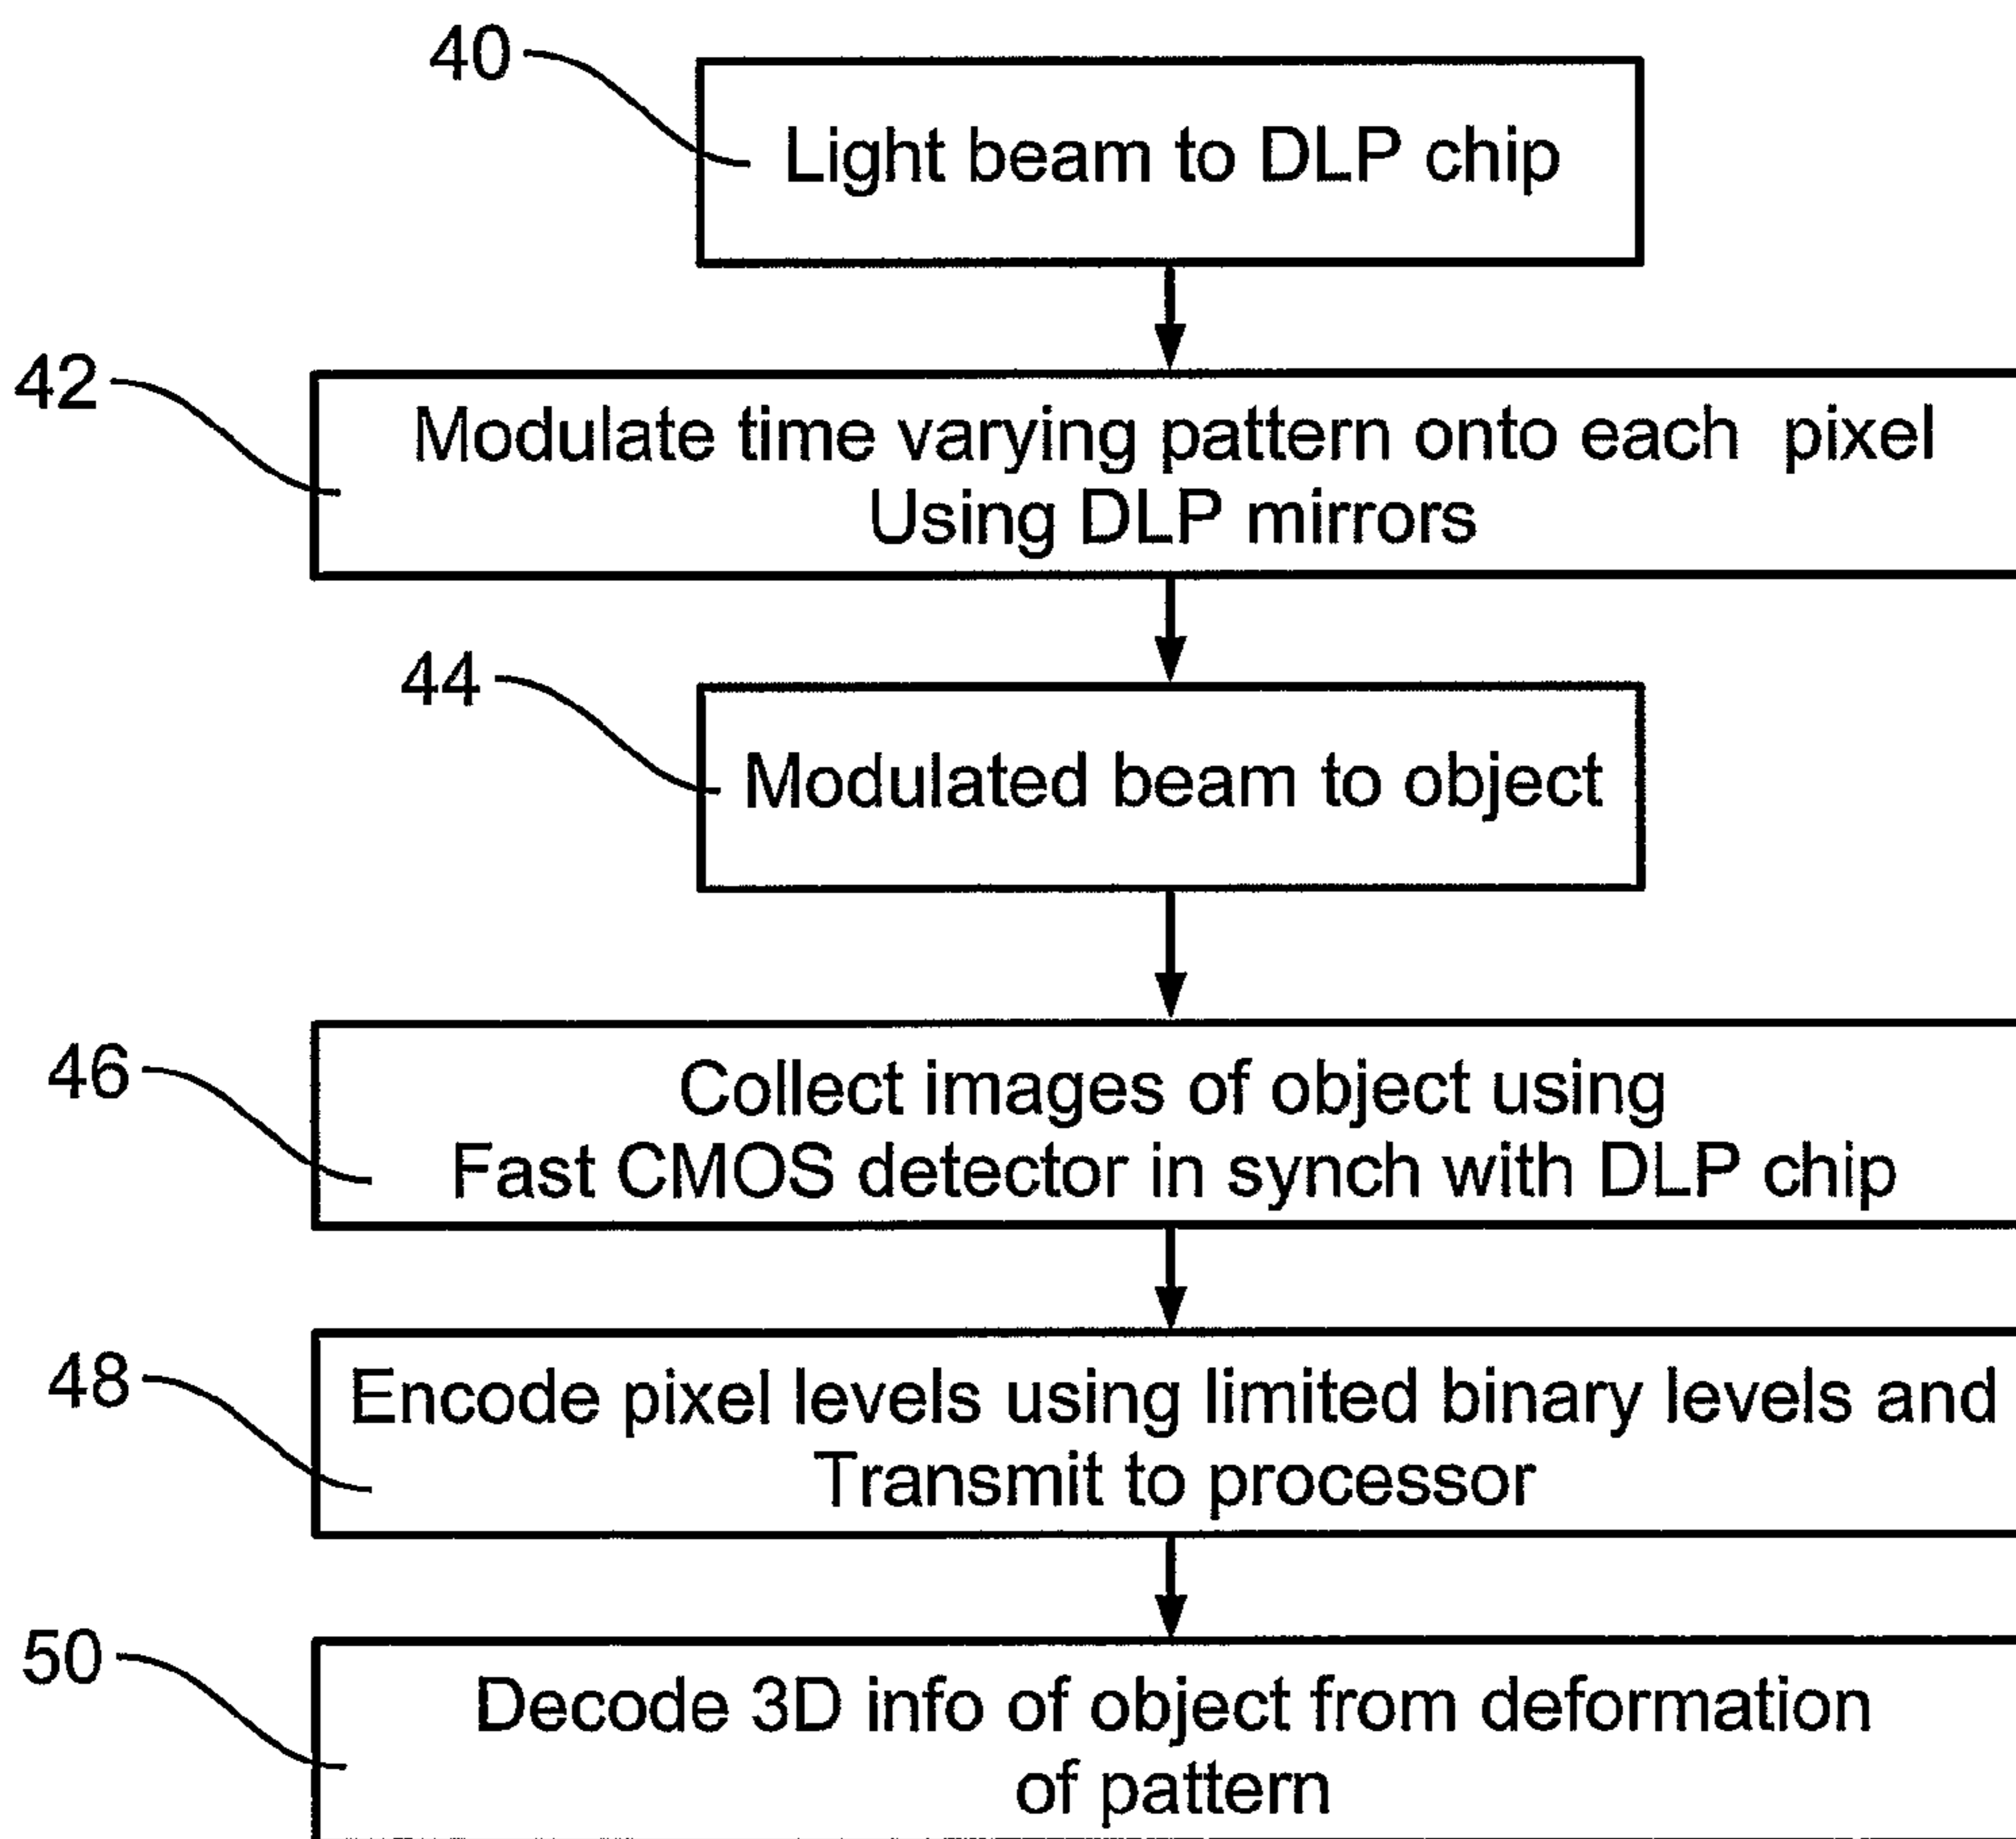 40
Light beam to DLP chip
42
Modulate time varying pattern onto each pixel
Using DLP mirrors
44
Modulated beam to object
46
Collect images of object using
Fast CMOS detector in synch with DLP chip
48
Encode pixel levels using limited binary levels and
Transmit to processor
50
Decode 3D info of object from deformation
of pattern